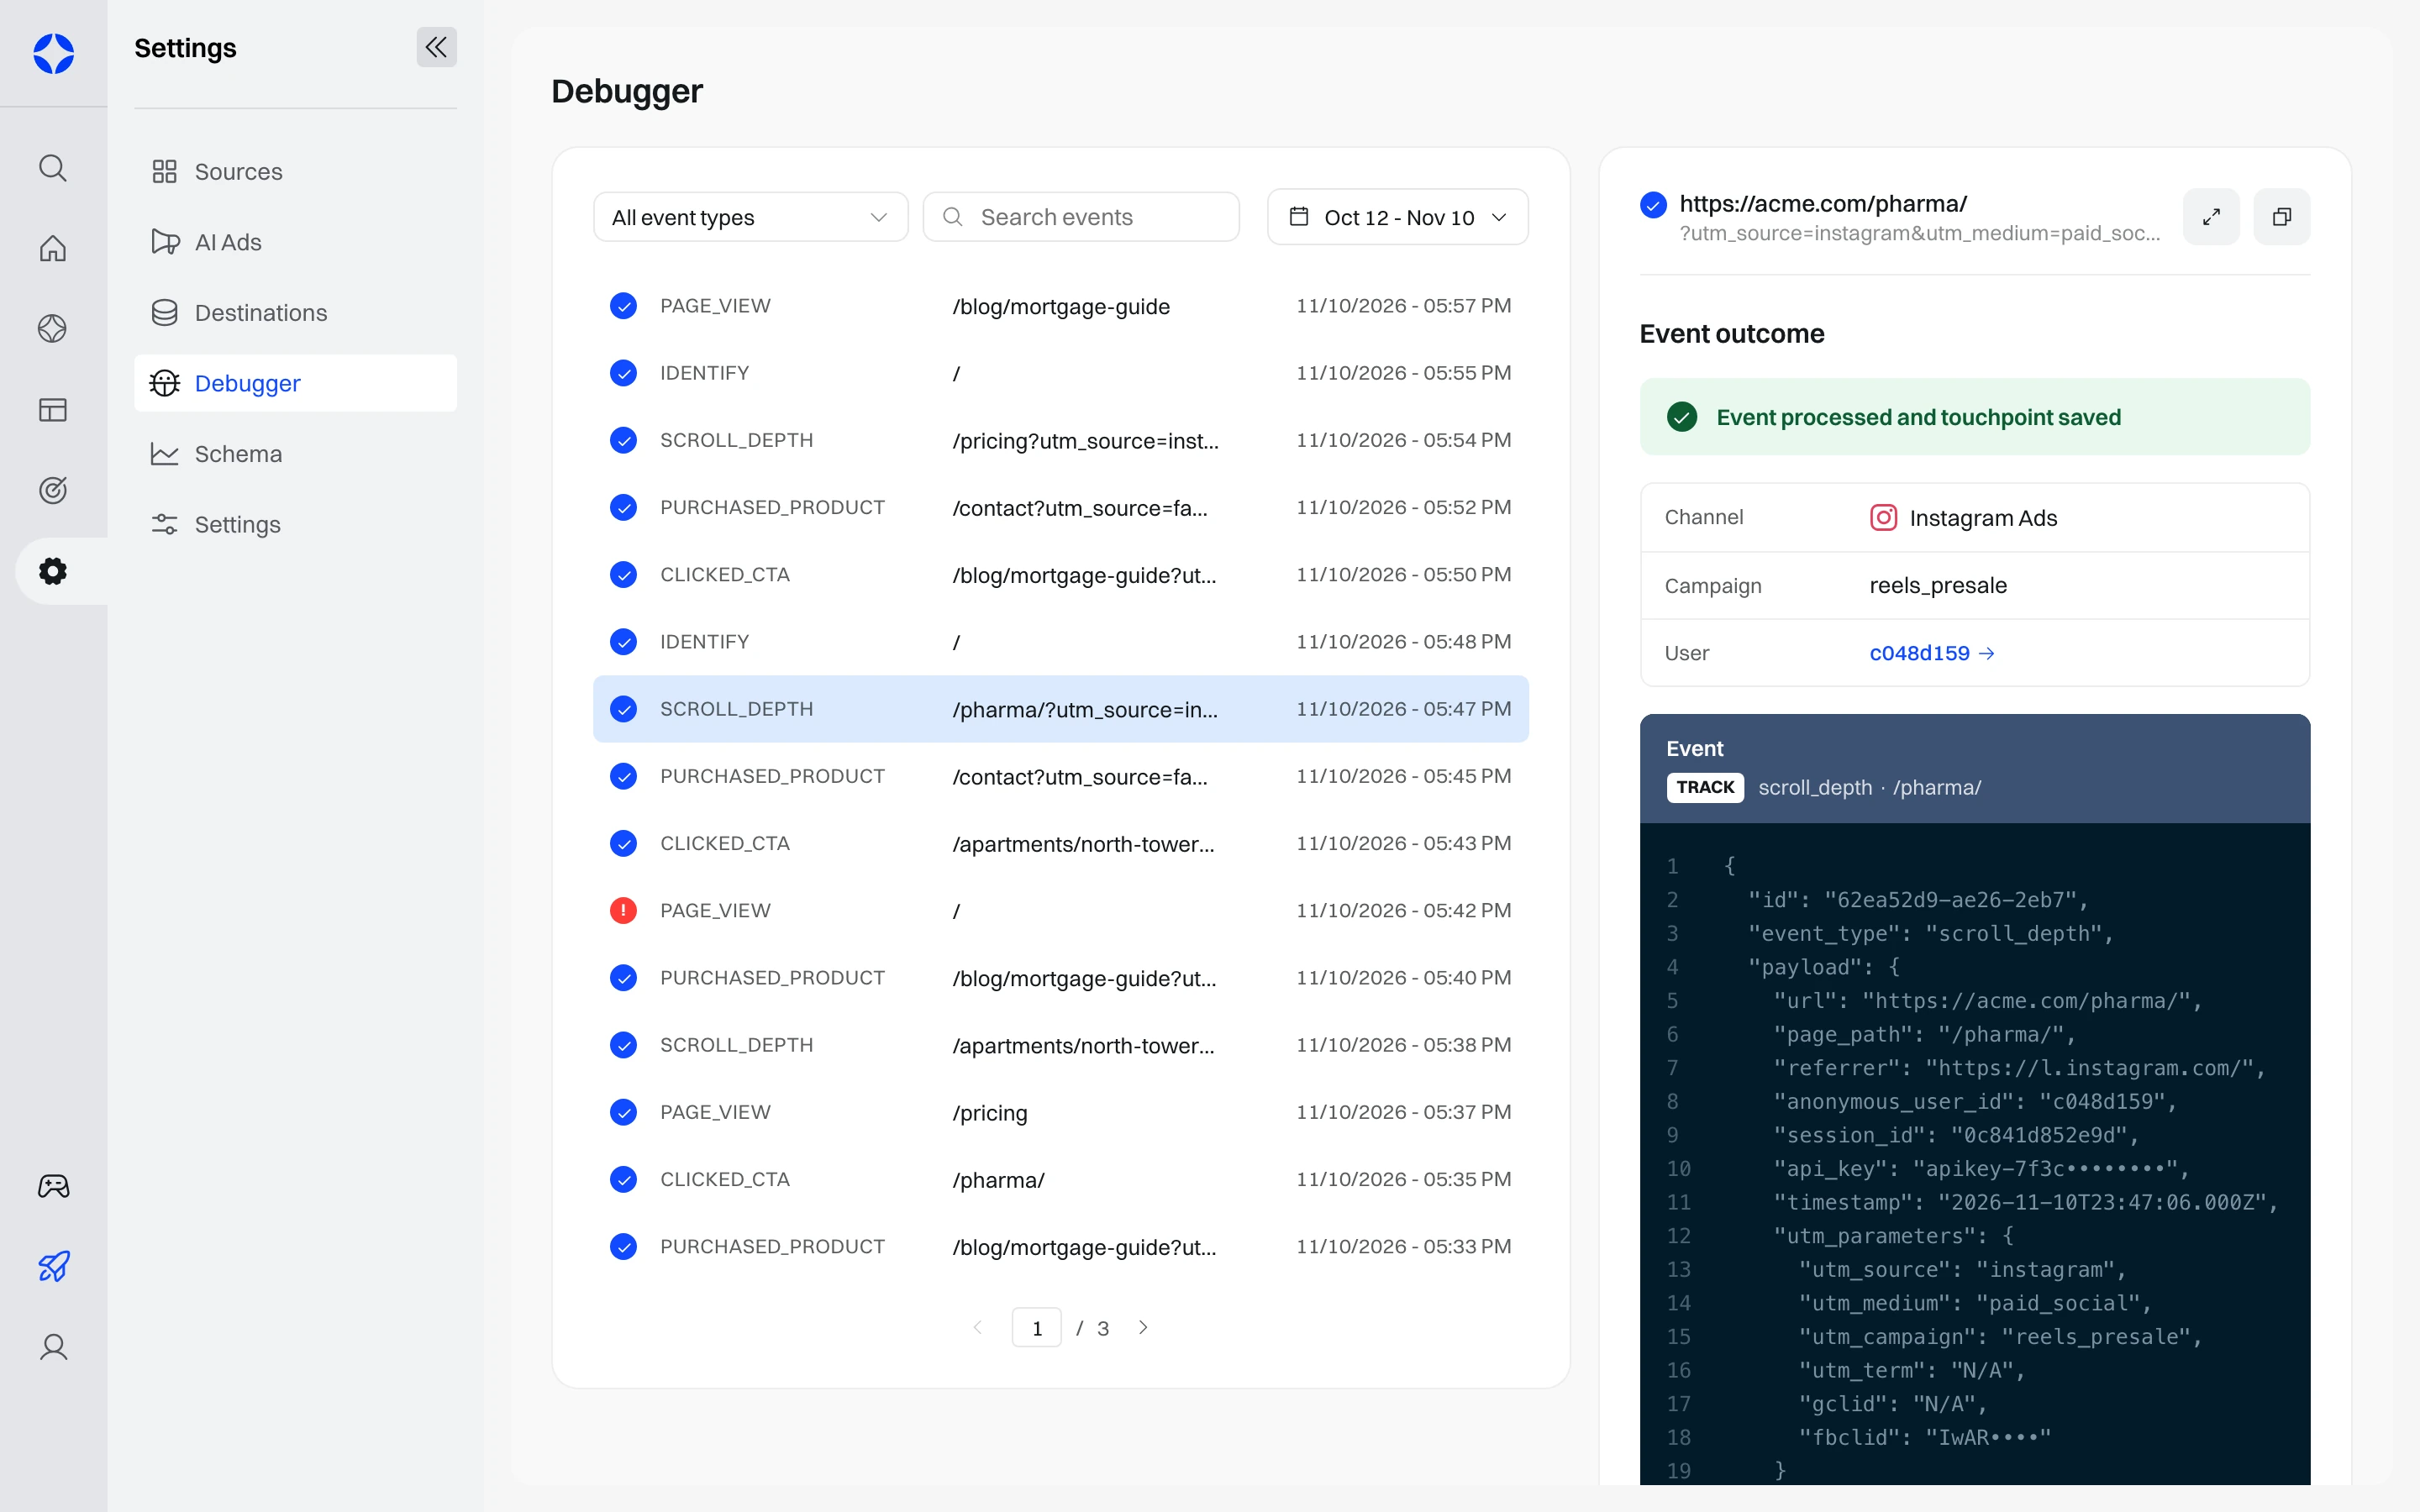 Settings
Sources
AI Ads
Destinations
Debugger
Schema
Settings
Debugger
All event types
Search events
Oct 12 - Nov 10
PAGE_VIEW /blog/mortgage-guide 11/10/2026 - 05:57 PM
IDENTIFY / 11/10/2026 - 05:55 PM
SCROLL_DEPTH /pricing?utm_source=inst... 11/10/2026 - 05:54 PM
PURCHASED_PRODUCT /contact?utm_source=fa... 11/10/2026 - 05:52 PM
CLICKED_CTA /blog/mortgage-guide?ut... 11/10/2026 - 05:50 PM
IDENTIFY / 11/10/2026 - 05:48 PM
SCROLL_DEPTH /pharma/?utm_source=in... 11/10/2026 - 05:47 PM
PURCHASED_PRODUCT /contact?utm_source=fa... 11/10/2026 - 05:45 PM
CLICKED_CTA /apartments/north-tower... 11/10/2026 - 05:43 PM
PAGE_VIEW / 11/10/2026 - 05:42 PM
PURCHASED_PRODUCT /blog/mortgage-guide?ut... 11/10/2026 - 05:40 PM
SCROLL_DEPTH /apartments/north-tower... 11/10/2026 - 05:38 PM
PAGE_VIEW /pricing 11/10/2026 - 05:37 PM
CLICKED_CTA /pharma/ 11/10/2026 - 05:35 PM
PURCHASED_PRODUCT /blog/mortgage-guide?ut... 11/10/2026 - 05:33 PM
1 / 3
https://acme.com/pharma/
?utm_source=instagram&utm_medium=paid_soc...
Event outcome
Event processed and touchpoint saved
Channel Instagram Ads
Campaign reels_presale
User c048d159 →
Event
TRACK scroll_depth · /pharma/
1 {
2 "id": "62ea52d9-ae26-2eb7",
3 "event_type": "scroll_depth",
4 "payload": {
5 "url": "https://acme.com/pharma/",
6 "page_path": "/pharma/",
7 "referrer": "https://l.instagram.com/",
8 "anonymous_user_id": "c048d159",
9 "session_id": "0c841d852e9d",
10 "api_key": "apikey-7f3c••••••••",
11 "timestamp": "2026-11-10T23:47:06.000Z",
12 "utm_parameters": {
13 "utm_source": "instagram",
14 "utm_medium": "paid_social",
15 "utm_campaign": "reels_presale",
16 "utm_term": "N/A",
17 "gclid": "N/A",
18 "fbclid": "IwAR••••"
19 }